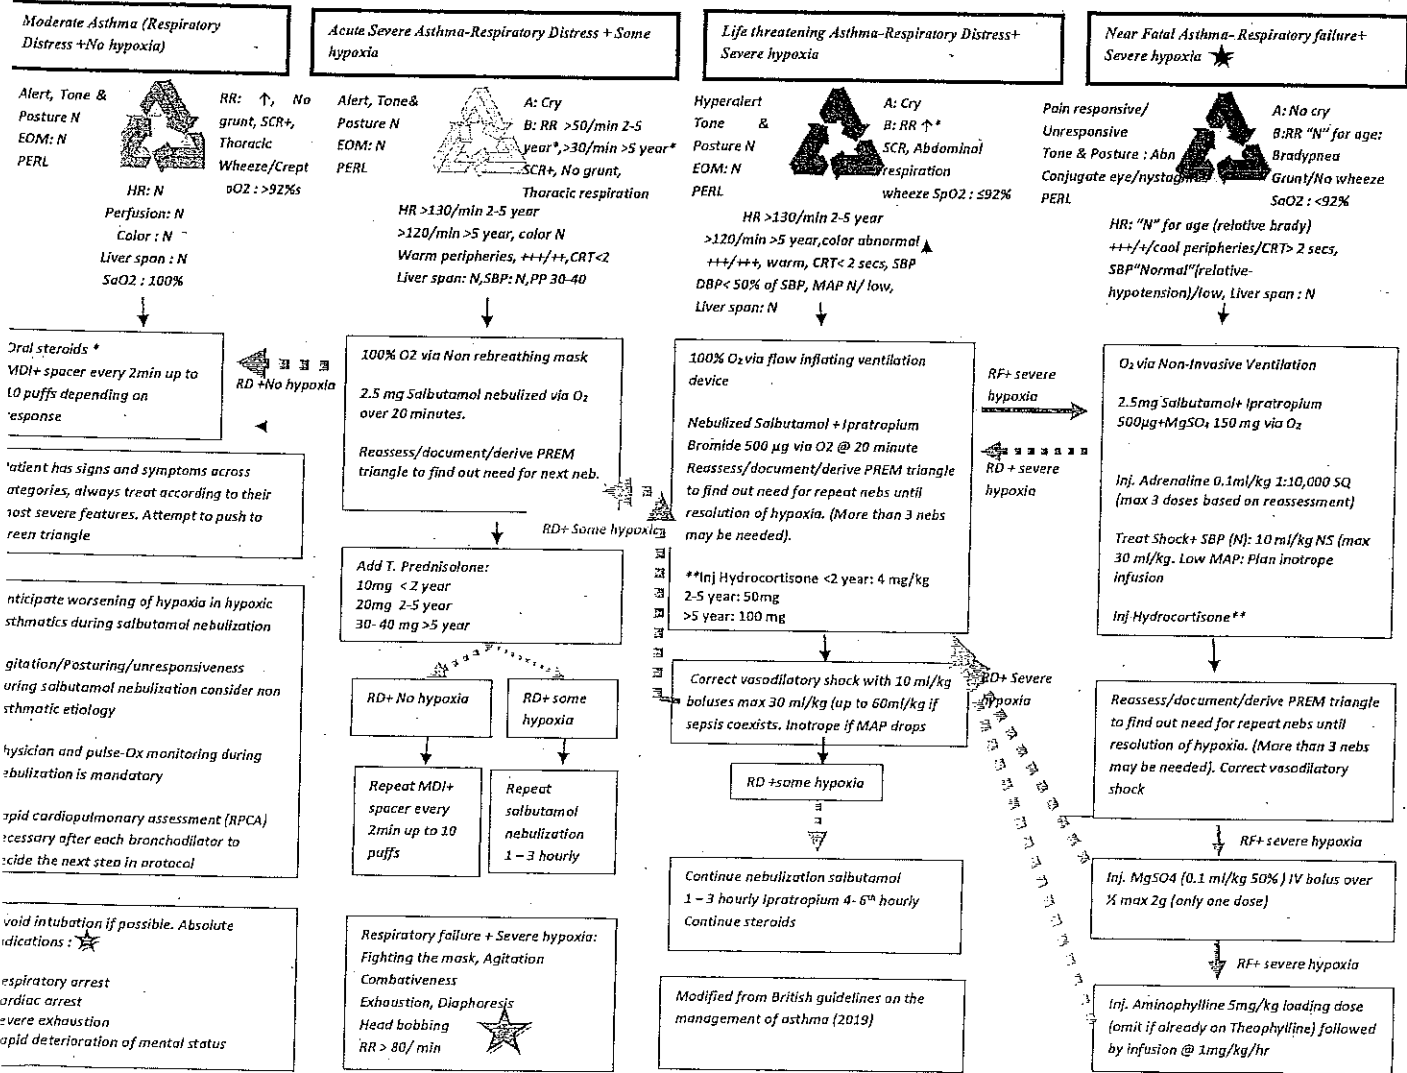 Moderate Asthma (Respiratory
Distress +No hypoxia)
Alert, Tone &
Posture N
EOM: N
PERL
RR: ↑, No
grunt, SCR+,
Thoracic
Wheeze/Crept
pO2 : >92%s
HR: N
Perfusion: N
Color : N
Liver span : N
SaO2 : 100%
Oral steroids *
MDI+ spacer every 2min up to
10 puffs depending on
response
RD +No hypoxia
Patient has signs and symptoms across
ategories, always treat according to their
most severe features. Attempt to push to
reen triangle
nticipate worsening of hypoxia in hypoxic
sthmatics during salbutamol nebulization
gitation/Posturing/unresponsiveness
uring salbutamol nebulization consider non
sthmatic etiology
hysician and pulse-Ox monitoring during
ebulization is mandatory
apid cardiopulmonary assessment (RPCA)
ecessary after each bronchodilator to
ecide the next step in protocol
void intubation if possible. Absolute
dications :
espiratory arrest
ardiac arrest
evere exhaustion
apid deterioration of mental status
Acute Severe Asthma-Respiratory Distress + Some
hypoxia
Alert, Tone&
Posture N
EOM: N
PERL
A: Cry
B: RR >50/min 2-5
year*,>30/min >5 year*
SCR+, No grunt,
Thoracic respiration
HR >130/min 2-5 year
>120/min >5 year, color N
Warm peripheries, +++/++,CRT<2
Liver span: N,SBP: N,PP 30-40
100% O2 via Non rebreathing mask
2.5 mg Salbutamol nebulized via O₂
over 20 minutes.
Reassess/document/derive PREM
triangle to find out need for next neb.
RD+ Some hypoxia
Add T. Prednisolone:
10mg < 2 year
20mg 2-5 year
30- 40 mg >5 year
RD+ No hypoxia
RD+ some
hypoxia
Repeat MDI+
spacer every
2min up to 10
puffs
Repeat
salbutamol
nebulization
1 – 3 hourly
Respiratory failure + Severe hypoxia:
Fighting the mask, Agitation
Combativeness
Exhaustion, Diaphoresis
Head bobbing
RR > 80/ min
Life threatening Asthma-Respiratory Distress+
Severe hypoxia
Hyperalert
Tone &
Posture N
EOM: N
PERL
A: Cry
B: RR ↑*
SCR, Abdominal
respiration
wheeze SpO2 : ≤92%
HR >130/min 2-5 year
>120/min >5 year,color abnormal
+++/+++, warm, CRT< 2 secs, SBP
DBP< 50% of SBP, MAP N/ low,
Liver span: N
100% O₂ via flow inflating ventilation
device
Nebulized Salbutamol + Ipratropium
Bromide 500 µg via O2 @ 20 minute
Reassess/document/derive PREM triangle
to find out need for repeat nebs until
resolution of hypoxia. (More than 3 nebs
may be needed).
**Inj Hydrocortisone <2 year: 4 mg/kg
2-5 year: 50mg
>5 year: 100 mg
Correct vasodilatory shock with 10 ml/kg
boluses max 30 ml/kg (up to 60ml/kg if
sepsis coexists. Inotrope if MAP drops
RD +some hypoxia
Continue nebulization salbutamol
1 – 3 hourly Ipratropium 4- 6th hourly
Continue steroids
Modified from British guidelines on the
management of asthma (2019)
RF+ severe
hypoxia
RD + severe
hypoxia
RD+ Severe
hypoxia
Near Fatal Asthma- Respiratory failure+
Severe hypoxia
Pain responsive/
Unresponsive
Tone & Posture : Abn
Conjugate eye/nystagmus
PERL
A: No cry
B:RR "N" for age:
Bradypnea
Grunt/No wheeze
SaO2 : <92%
HR: "N" for age (relative brady)
+++/+/cool peripheries/CRT> 2 secs,
SBP"Normal"(relative-
hypotension)/low, Liver span : N
O₂ via Non-Invasive Ventilation
2.5mg Salbutamol+ Ipratropium
500µg+MgSO₄ 150 mg via O₂
Inj. Adrenaline 0.1ml/kg 1:10,000 SQ
(max 3 doses based on reassessment)
Treat Shock+ SBP (N): 10 ml/kg NS (max
30 ml/kg. Low MAP: Plan inotrope
infusion
Inj Hydrocortisone**
Reassess/document/derive PREM triangle
to find out need for repeat nebs until
resolution of hypoxia. (More than 3 nebs
may be needed). Correct vasodilatory
shock
RF+ severe hypoxia
Inj. MgSO4 (0.1 ml/kg 50%) IV bolus over
max 2g (only one dose)
RF+ severe hypoxia
Inj. Aminophylline 5mg/kg loading dose
(omit if already on Theophylline) followed
by infusion @ 1mg/kg/hr